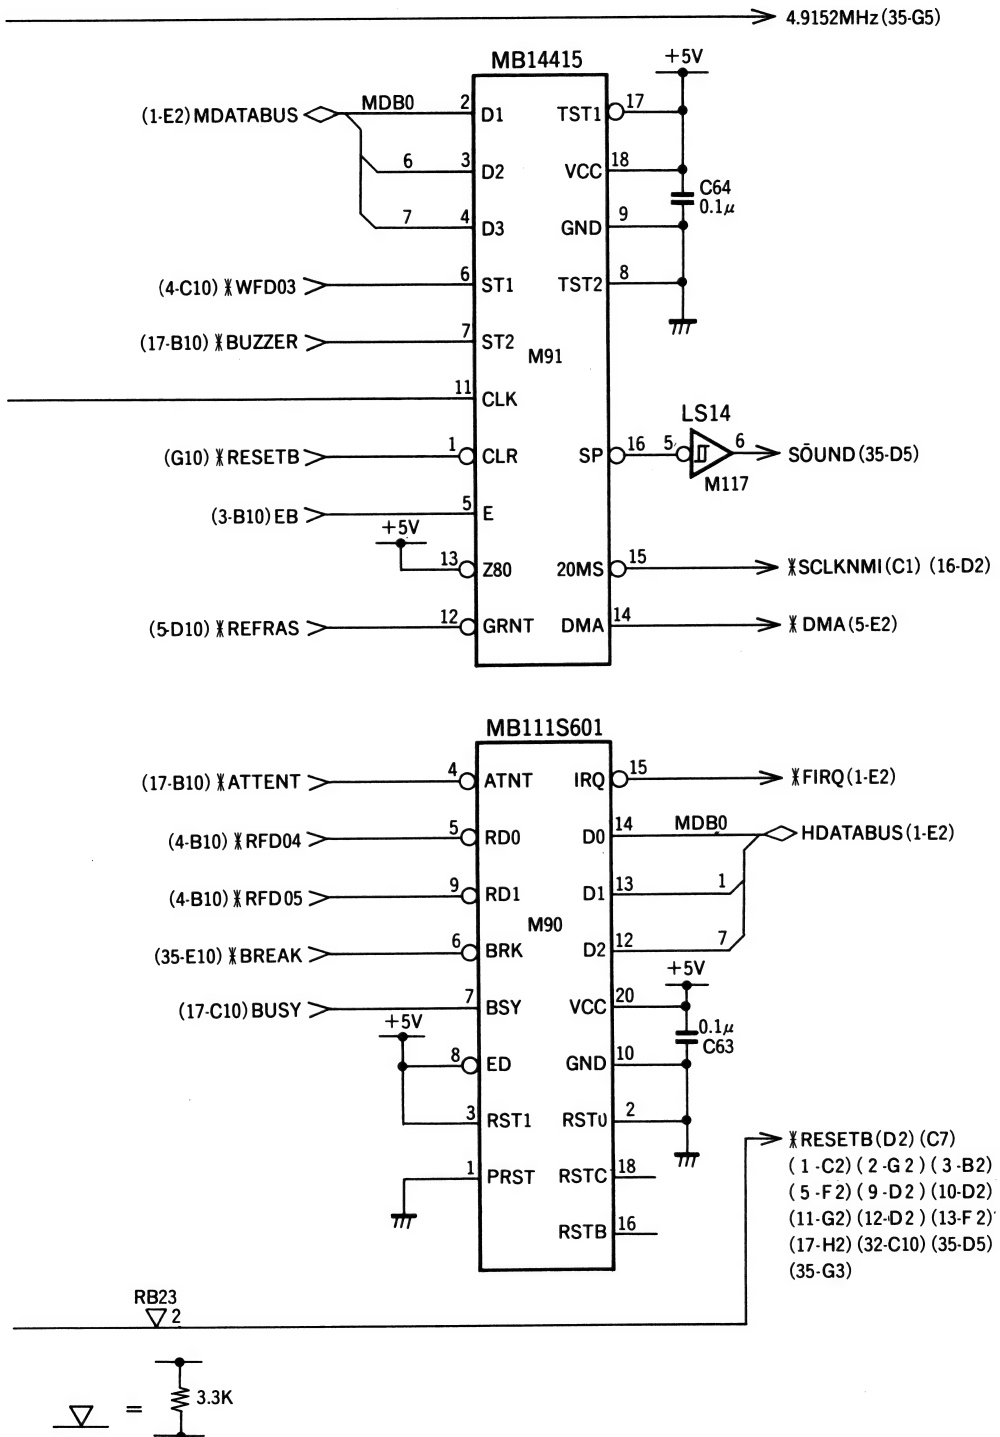 4.9152MHz(35-G5)
MB14415
+5V
(1-E2)MDATABUS MDB0 2 D1 TST1 17
6 3 D2 VCC 18
C64
0.1μ
7 4 D3 GND 9
(4-C10) *WFD03 6 ST1 TST2 8
(17-B10) *BUZZER 7 ST2
M91
11 CLK
LS14
(G10) *RESETB 1 CLR SP 16 5 6 SOUND(35-D5)
M117
(3-B10)EB 5 E
+5V
13 Z80 20MS 15 *SCLKNMI(C1) (16-D2)
(5-D10) *REFRAS 12 GRNT DMA 14 *DMA(5-E2)
MB111S601
(17-B10) *ATTENT 4 ATNT IRQ 15 *FIRQ(1-E2)
(4-B10) *RFD04 5 RD0 D0 14 MDB0 HDATABUS(1-E2)
(4-B10) *RFD05 9 RD1 D1 13 1
M90
(35-E10) *BREAK 6 BRK D2 12 7
+5V
(17-C10)BUSY 7 BSY VCC 20
+5V
0.1μ
C63
8 ED GND 10
3 RST1 RST0 2
*RESETB(D2)(C7)
1 PRST RSTC 18 (1-C2)(2-G2)(3-B2)
(5-F2)(9-D2)(10-D2)
(11-G2)(12-D2)(13-F2)
RSTB 16
(17-H2)(32-C10)(35-D5)
(35-G3)
RB23
2
= 3.3K